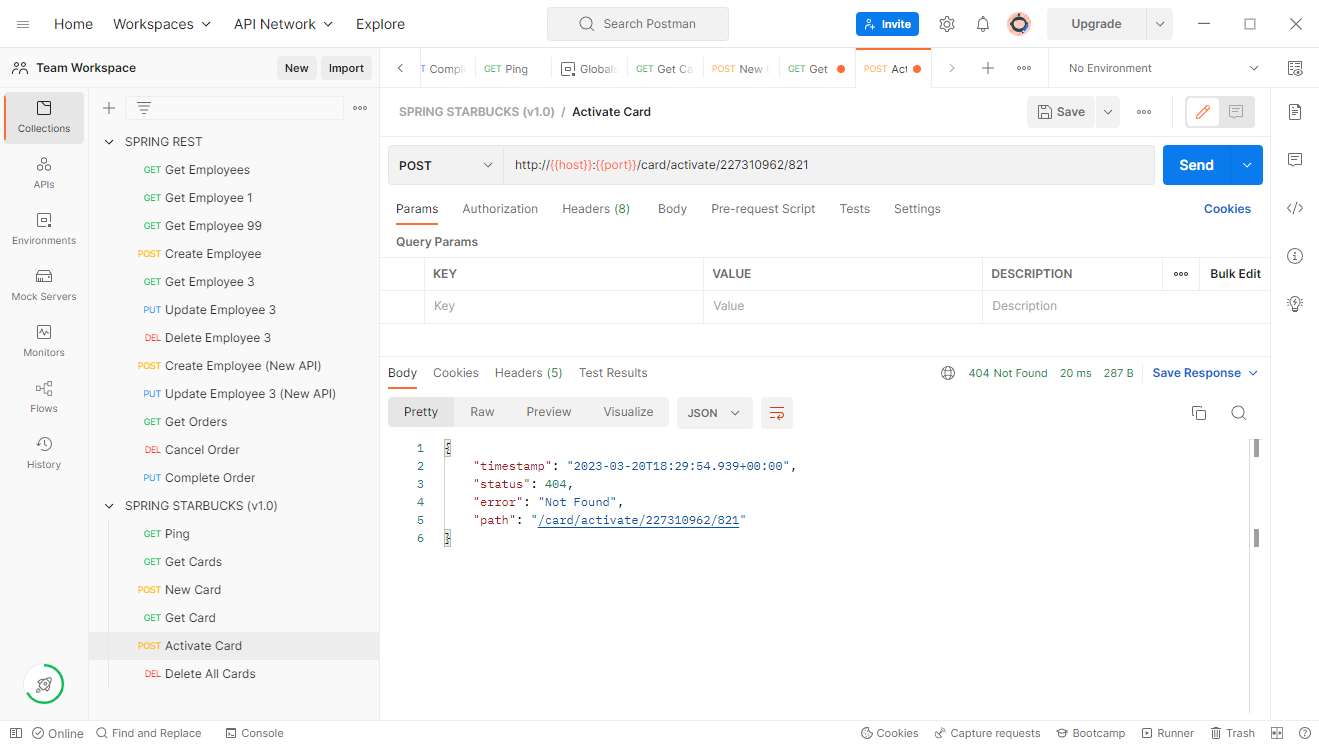 Home Workspaces API Network Explore Search Postman Invite Upgrade
Team Workspace New Import
Comple GET Ping Globals GET Get Ca POST New C GET Get POST Act No Environment
Collections
APIs
Environments
Mock Servers
Monitors
Flows
History
SPRING REST
GET Get Employees
GET Get Employee 1
GET Get Employee 99
POST Create Employee
GET Get Employee 3
PUT Update Employee 3
DEL Delete Employee 3
POST Create Employee (New API)
PUT Update Employee 3 (New API)
GET Get Orders
DEL Cancel Order
PUT Complete Order
SPRING STARBUCKS (v1.0)
GET Ping
GET Get Cards
POST New Card
GET Get Card
POST Activate Card
DEL Delete All Cards
SPRING STARBUCKS (v1.0) / Activate Card Save
POST http://{{host}}:{{port}}/card/activate/227310962/821 Send
Params Authorization Headers (8) Body Pre-request Script Tests Settings Cookies
Query Params
KEY VALUE DESCRIPTION Bulk Edit
Key Value Description
Body Cookies Headers (5) Test Results 404 Not Found 20 ms 287 B Save Response
Pretty Raw Preview Visualize JSON
1 {
2 "timestamp": "2023-03-20T18:29:54.939+00:00",
3 "status": 404,
4 "error": "Not Found",
5 "path": "/card/activate/227310962/821"
6 }
Online Find and Replace Console Cookies Capture requests Bootcamp Runner Trash